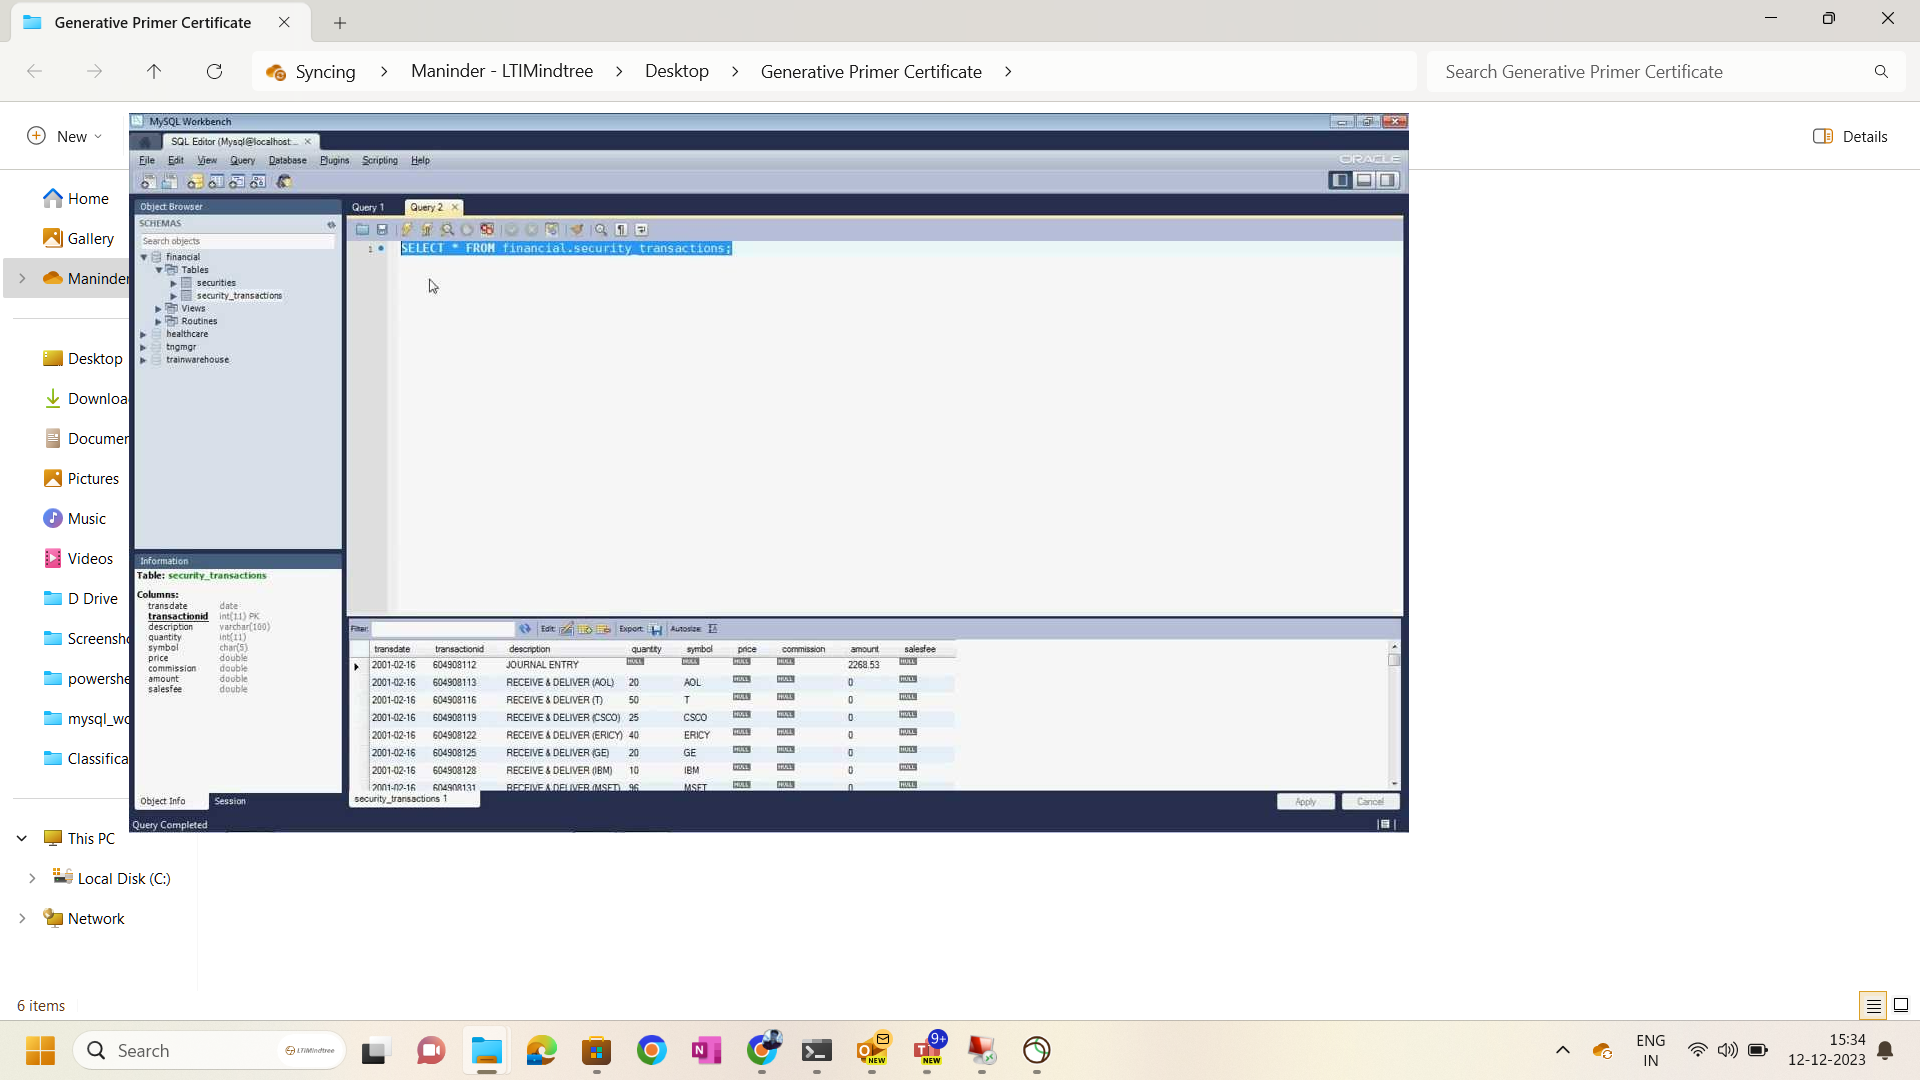 Generative Primer Certificate
Syncing > Maninder - LTIMindtree > Desktop > Generative Primer Certificate >
Search Generative Primer Certificate
New
Details
Home
Gallery
Maninder
Desktop
Downloa
Documen
Pictures
Music
Videos
D Drive
Screensho
powershe
mysql_wo
Classifica
This PC
Local Disk (C:)
Network
6 items
MySQL Workbench
SQL Editor (Mysql@localhost:...
File Edit View Query Database Plugins Scripting Help
ORACLE
Object Browser
SCHEMAS
Search objects
financial
Tables
securities
security_transactions
Views
Routines
healthcare
tngmgr
trainwarehouse
Information
Table: security_transactions
Columns:
transdate date
transactionid int(11) PK
description varchar(100)
quantity int(11)
symbol char(5)
price double
commission double
amount double
salesfee double
Object Info Session
Query Completed
Query 1 Query 2
1 SELECT * FROM financial.security_transactions;
Filter: Edit: Export: Autosize:
transdate transactionid description quantity symbol price commission amount salesfee
2001-02-16 604908112 JOURNAL ENTRY NULL NULL NULL NULL 2268.53 NULL
2001-02-16 604908113 RECEIVE & DELIVER (AOL) 20 AOL NULL NULL 0 NULL
2001-02-16 604908116 RECEIVE & DELIVER (T) 50 T NULL NULL 0 NULL
2001-02-16 604908119 RECEIVE & DELIVER (CSCO) 25 CSCO NULL NULL 0 NULL
2001-02-16 604908122 RECEIVE & DELIVER (ERICY) 40 ERICY NULL NULL 0 NULL
2001-02-16 604908125 RECEIVE & DELIVER (GE) 20 GE NULL NULL 0 NULL
2001-02-16 604908128 RECEIVE & DELIVER (IBM) 10 IBM NULL NULL 0 NULL
2001-02-16 604908131 RECEIVE & DELIVER (MSFT) 96 MSFT NULL NULL 0 NULL
security_transactions 1
Apply Cancel
Search
LTIMindtree
NEW
9+
NEW
ENG
IN
15:34
12-12-2023